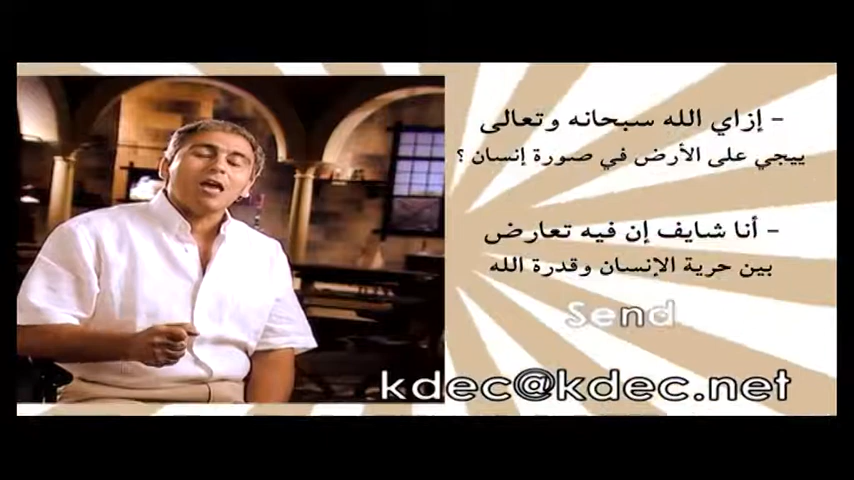 - إزاي الله سبحانه وتعالى
ييجي على الأرض في صورة إنسان ؟
- أنا شايف إن فيه تعارض
بين حرية الإنسان وقدرة الله
Send
kdec@kdec.net